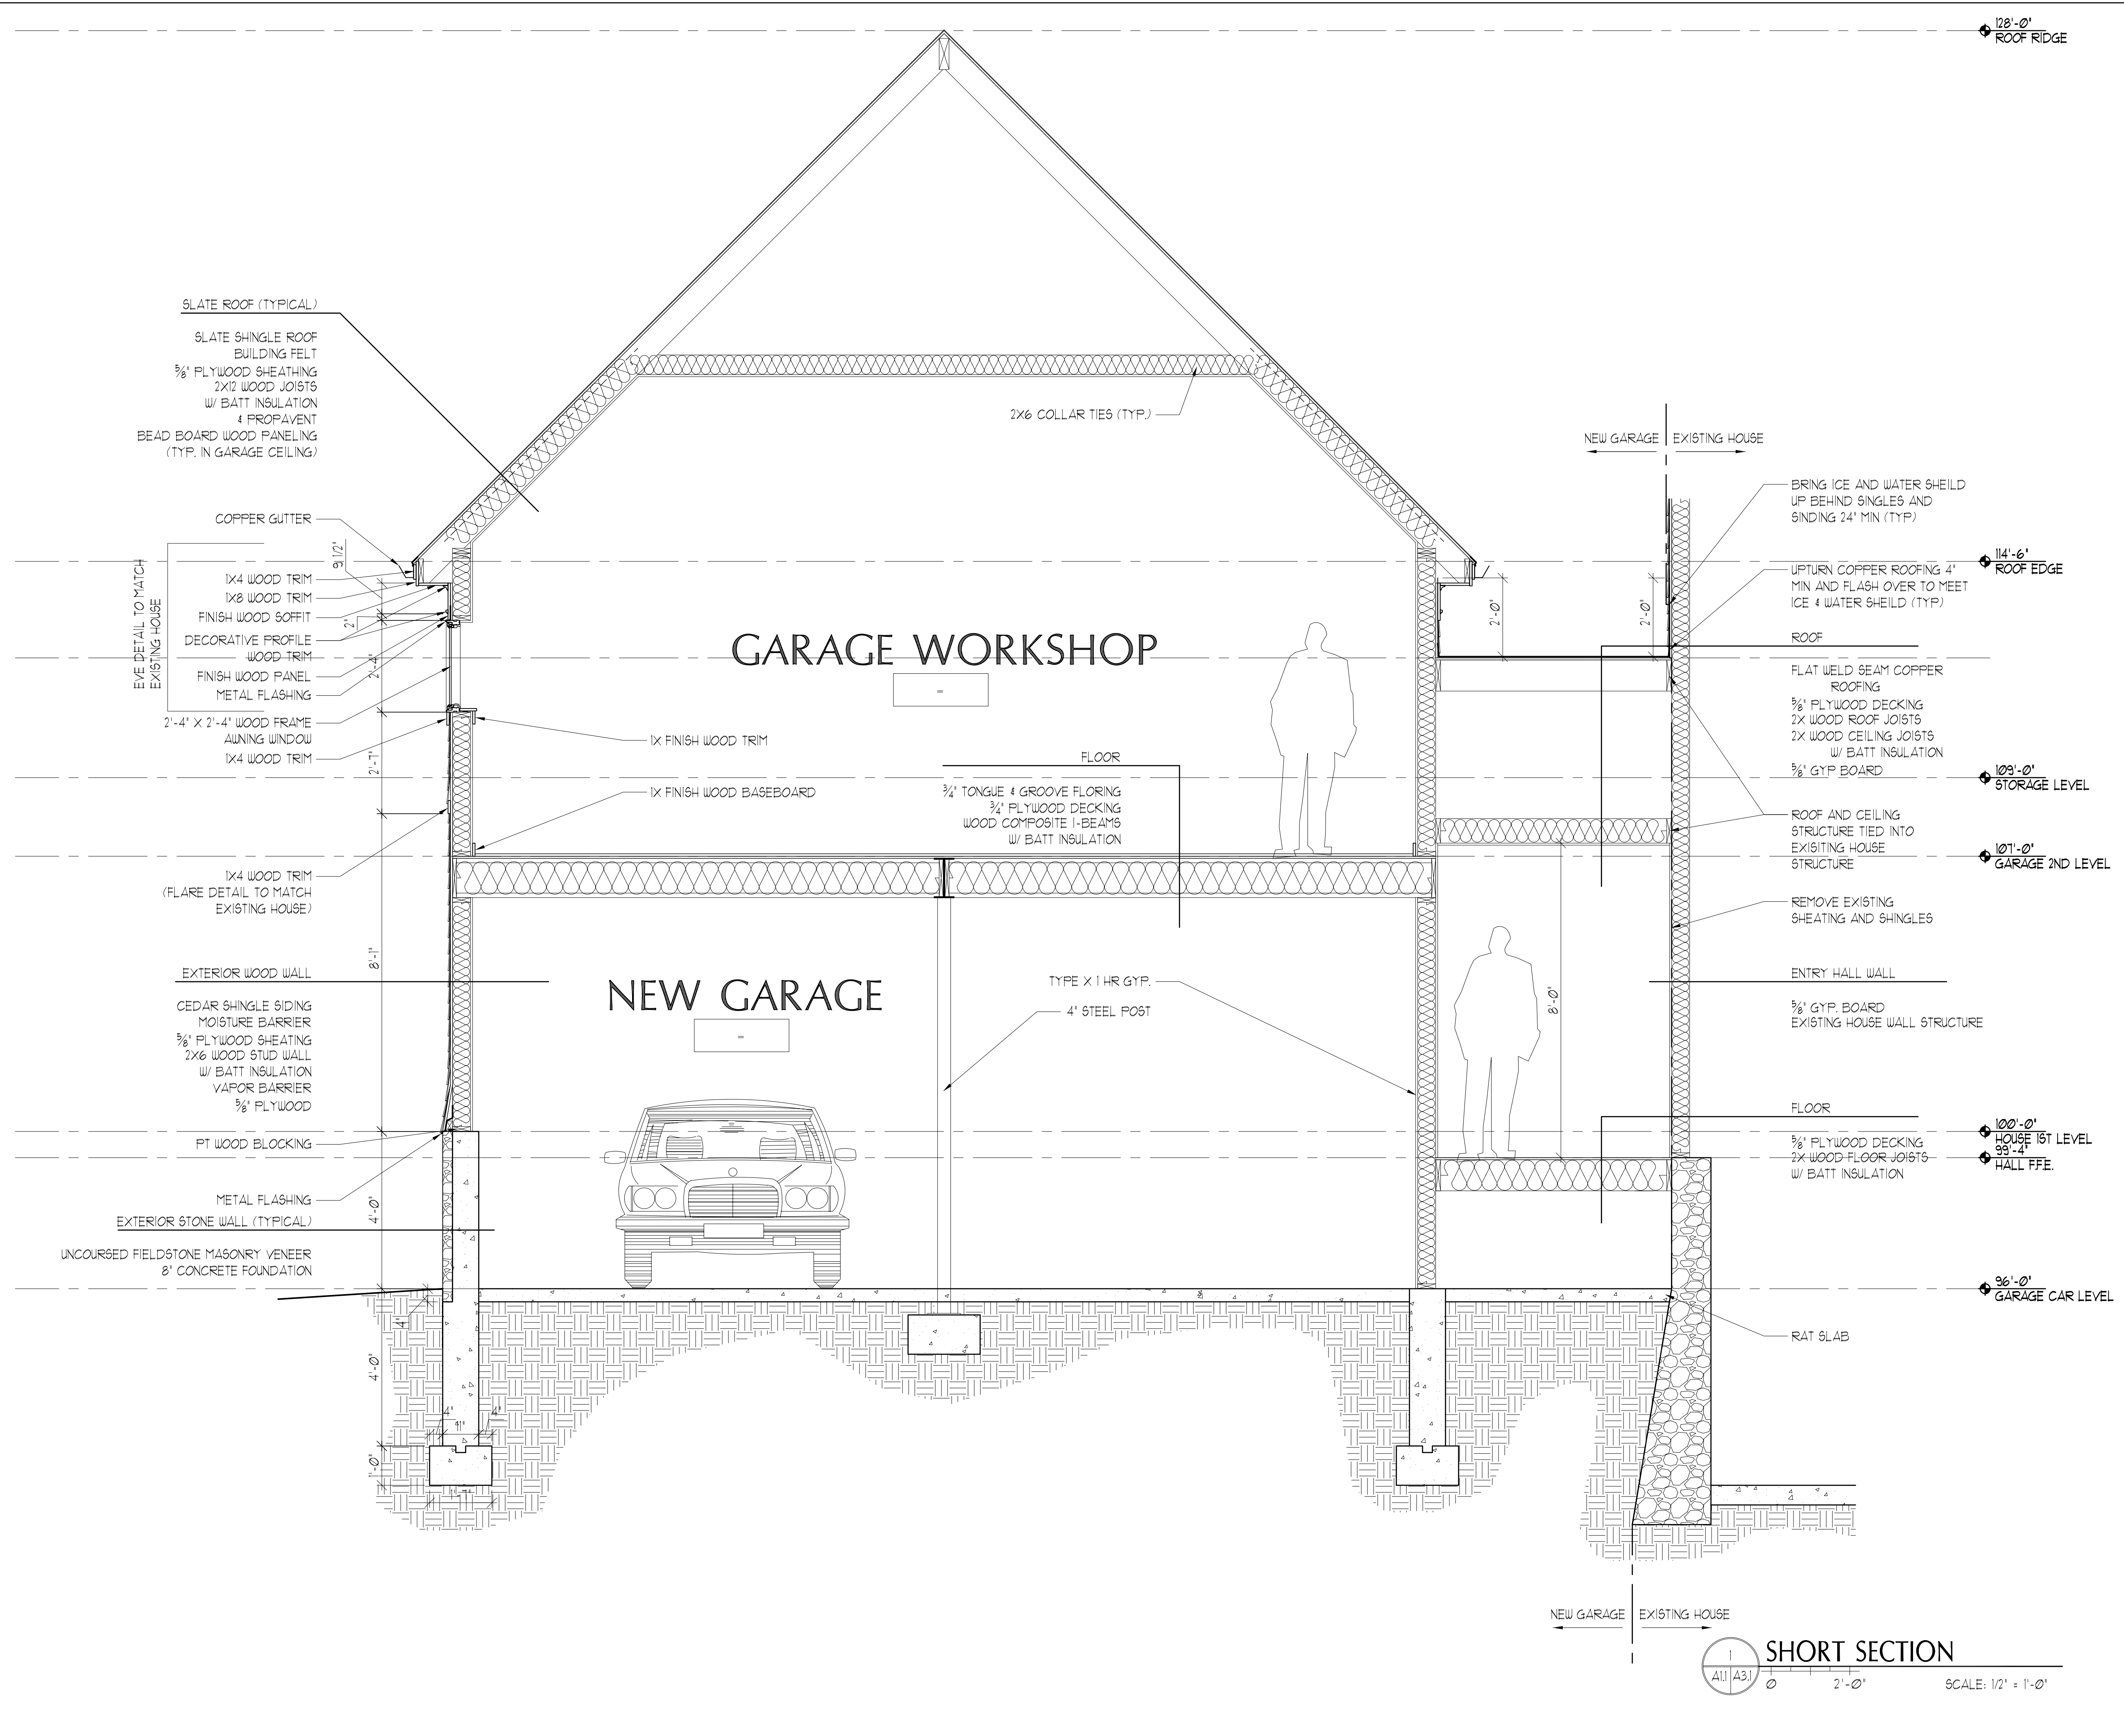 128'-0"
ROOF RIDGE
SLATE ROOF (TYPICAL)
SLATE SHINGLE ROOF
BUILDING FELT
5/8" PLYWOOD SHEATHING
2X12 WOOD JOISTS
W/ BATT INSULATION
& PROPAVENT
BEAD BOARD WOOD PANELING
(TYP. IN GARAGE CEILING)
COPPER GUTTER
9 1/2"
EVE DETAIL TO MATCH
EXISTING HOUSE
1X4 WOOD TRIM
1X8 WOOD TRIM
FINISH WOOD SOFFIT
2"
DECORATIVE PROFILE
WOOD TRIM
2'-4"
FINISH WOOD PANEL
METAL FLASHING
2'-4" X 2'-4" WOOD FRAME
AWNING WINDOW
1X4 WOOD TRIM
2'-7"
1X4 WOOD TRIM
(FLARE DETAIL TO MATCH
EXISTING HOUSE)
8'-1"
EXTERIOR WOOD WALL
CEDAR SHINGLE SIDING
MOISTURE BARRIER
5/8" PLYWOOD SHEATING
2X6 WOOD STUD WALL
W/ BATT INSULATION
VAPOR BARRIER
5/8" PLYWOOD
PT WOOD BLOCKING
METAL FLASHING
4'-0"
EXTERIOR STONE WALL (TYPICAL)
UNCOURSED FIELDSTONE MASONRY VENEER
8" CONCRETE FOUNDATION
4"
4'-0"
4"
4"
1'-0"
2X6 COLLAR TIES (TYP.)
GARAGE WORKSHOP
1X FINISH WOOD TRIM
1X FINISH WOOD BASEBOARD
FLOOR
3/4" TONGUE & GROOVE FLORING
3/4" PLYWOOD DECKING
WOOD COMPOSITE I-BEAMS
W/ BATT INSULATION
NEW GARAGE
TYPE X 1 HR GYP.
4" STEEL POST
NEW GARAGE
EXISTING HOUSE
BRING ICE AND WATER SHEILD
UP BEHIND SINGLES AND
SINDING 24" MIN (TYP)
114'-6"
ROOF EDGE
UPTURN COPPER ROOFING 4"
MIN AND FLASH OVER TO MEET
ICE & WATER SHEILD (TYP)
2'-0"
2'-0"
ROOF
FLAT WELD SEAM COPPER
ROOFING
5/8" PLYWOOD DECKING
2X WOOD ROOF JOISTS
2X WOOD CEILING JOISTS
W/ BATT INSULATION
5/8" GYP BOARD
109'-0"
STORAGE LEVEL
ROOF AND CEILING
STRUCTURE TIED INTO
EXISITING HOUSE
STRUCTURE
107'-0"
GARAGE 2ND LEVEL
REMOVE EXISTING
SHEATING AND SHINGLES
8'-0"
ENTRY HALL WALL
5/8" GYP. BOARD
EXISTING HOUSE WALL STRUCTURE
FLOOR
5/8" PLYWOOD DECKING
2X WOOD FLOOR JOISTS
W/ BATT INSULATION
100'-0"
HOUSE 1ST LEVEL
99'-4"
HALL F.F.E.
96'-0"
GARAGE CAR LEVEL
RAT SLAB
NEW GARAGE
EXISTING HOUSE
1
A1.1
A3.1
SHORT SECTION
0
2'-0"
SCALE: 1/2" = 1'-0"